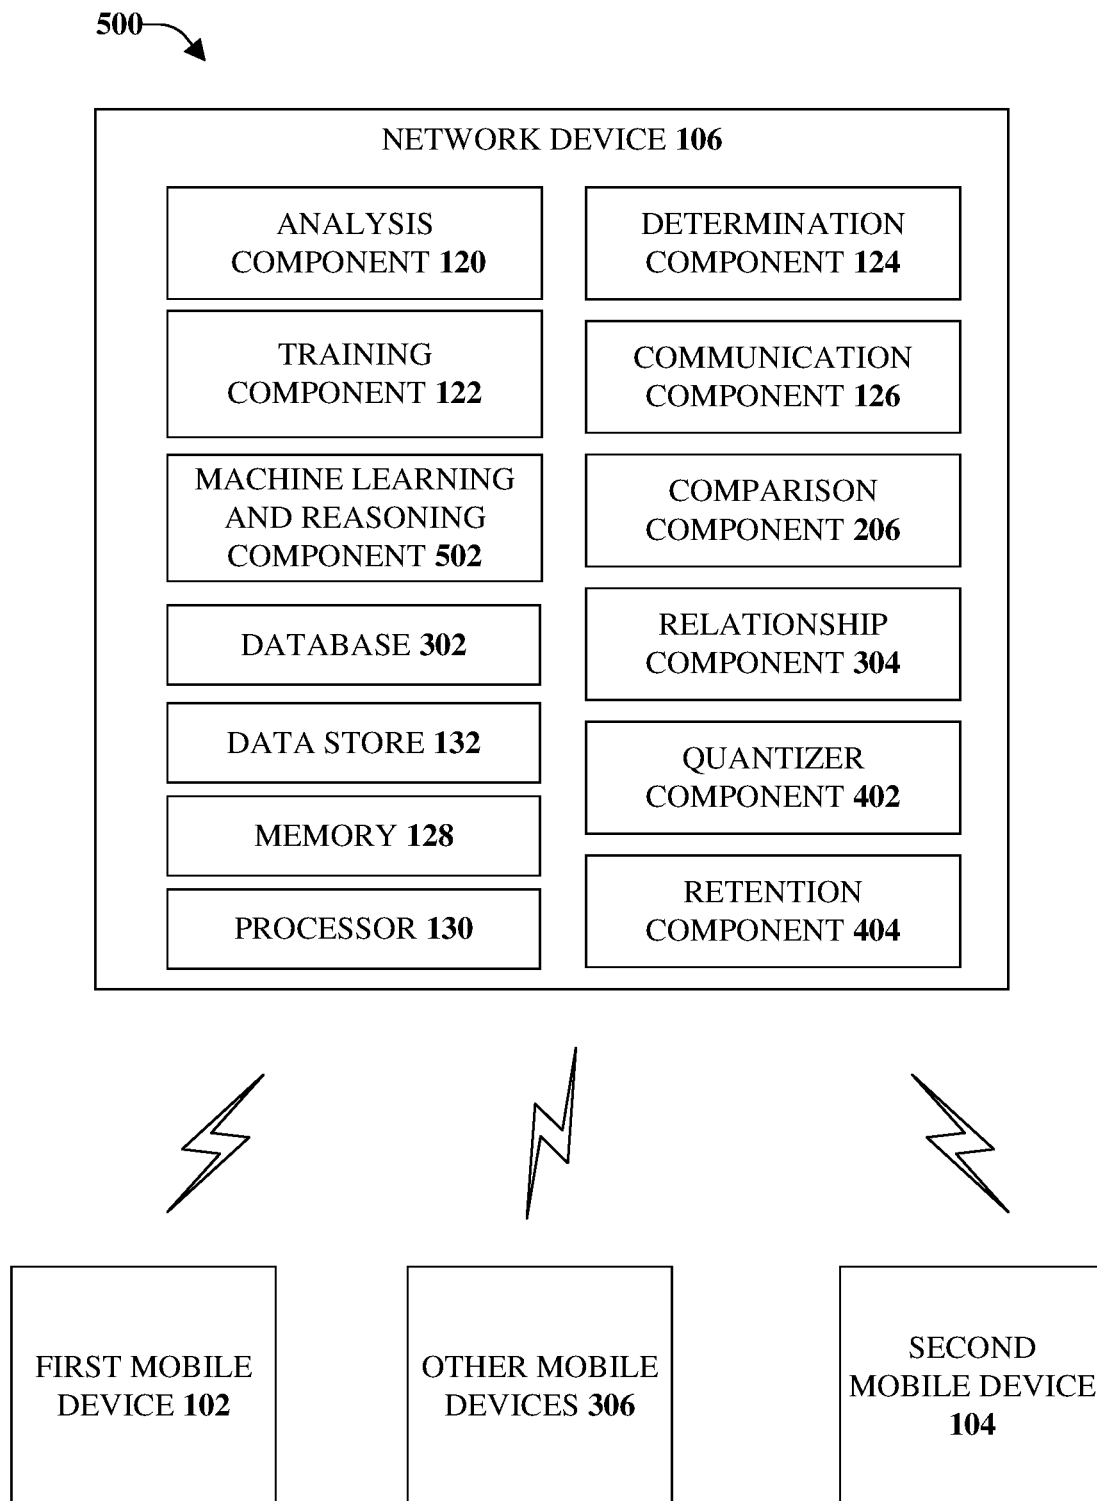 500
NETWORK DEVICE 106
ANALYSIS
COMPONENT 120
TRAINING
COMPONENT 122
MACHINE LEARNING
AND REASONING
COMPONENT 502
DATABASE 302
DATA STORE 132
MEMORY 128
PROCESSOR 130
DETERMINATION
COMPONENT 124
COMMUNICATION
COMPONENT 126
COMPARISON
COMPONENT 206
RELATIONSHIP
COMPONENT 304
QUANTIZER
COMPONENT 402
RETENTION
COMPONENT 404
FIRST MOBILE
DEVICE 102
OTHER MOBILE
DEVICES 306
SECOND
MOBILE DEVICE
104